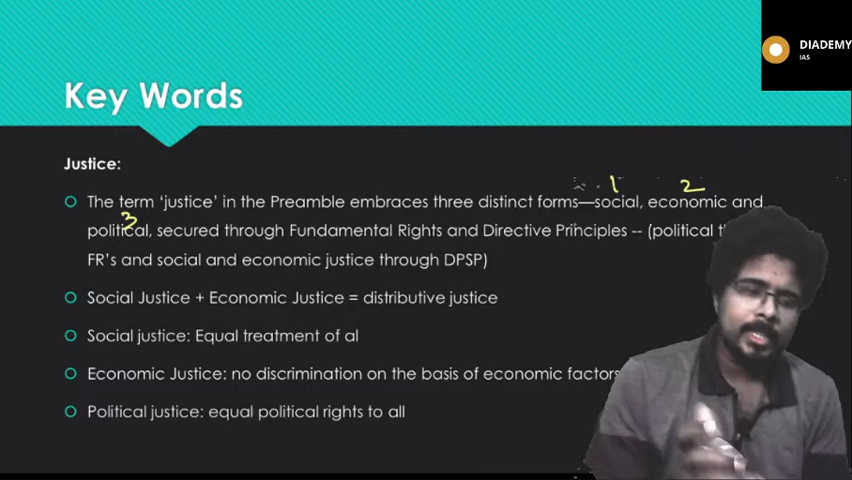 DIADEMY
IAS
Key Words
Justice:
1 2
The term 'justice' in the Preamble embraces three distinct forms—social, economic and
3
political, secured through Fundamental Rights and Directive Principles -- (political
FR's and social and economic justice through DPSP)
Social Justice + Economic Justice = distributive justice
Social justice: Equal treatment of al
Economic Justice: no discrimination on the basis of economic factors
Political justice: equal political rights to all